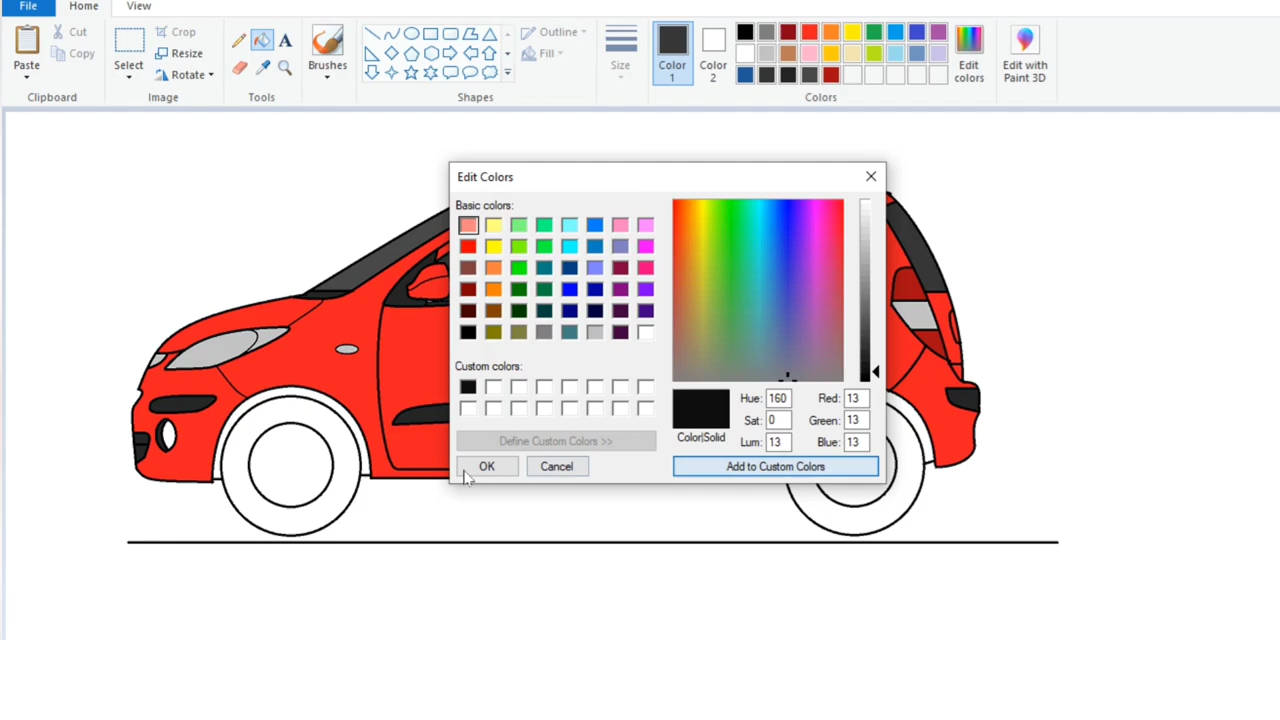 File Home View
Paste
Cut
Copy
Clipboard
Select
Crop
Resize
Rotate
Image
A
Tools
Brushes
Outline
Fill
Shapes
Size
Color 1
Color 2
Edit colors
Colors
Edit with Paint 3D
Edit Colors
Basic colors:
Custom colors:
Define Custom Colors >>
OK Cancel
Color|Solid
Hue: 160 Red: 13
Sat: 0 Green: 13
Lum: 13 Blue: 13
Add to Custom Colors